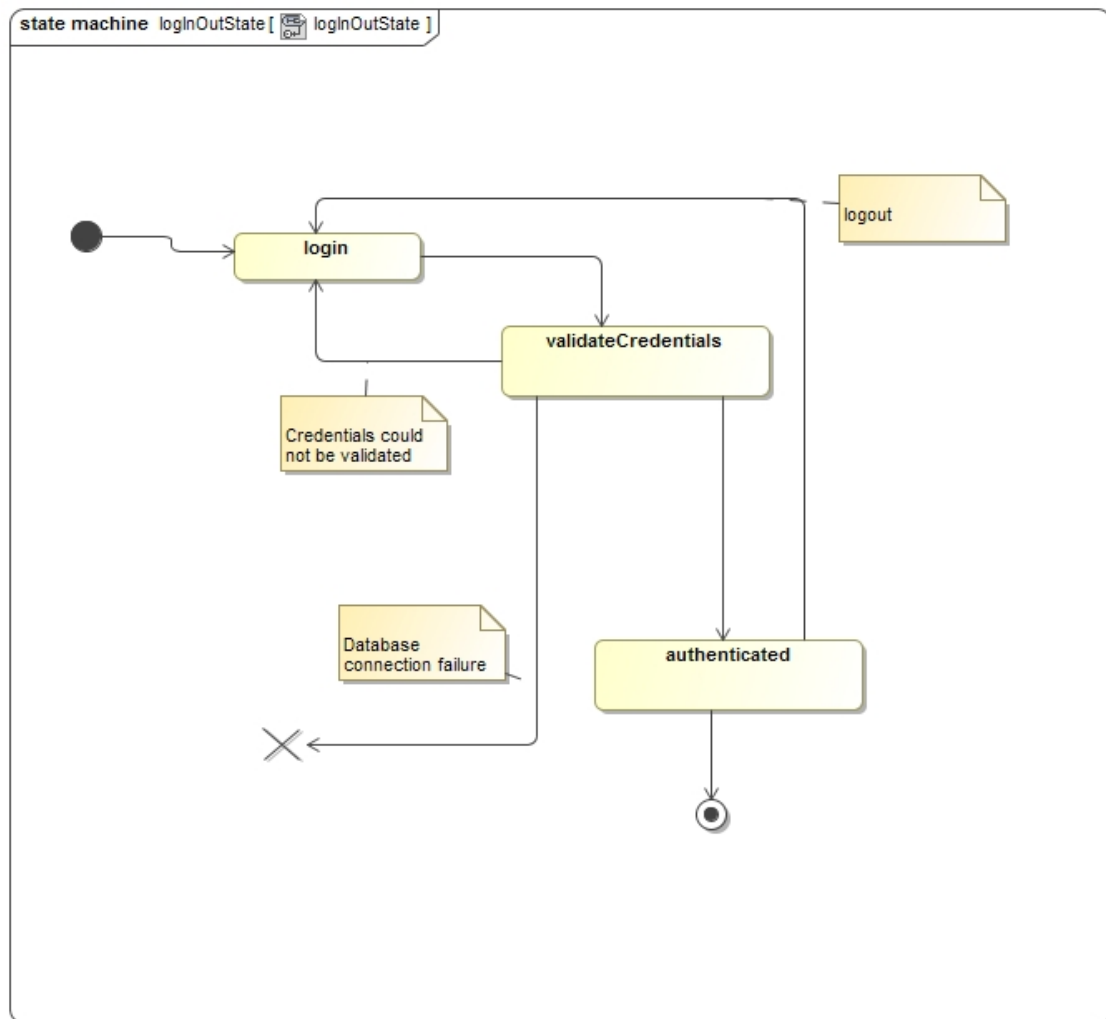 state machine logInOutState [ logInOutState ]
logout
login
validateCredentials
Credentials could
not be validated
Database
connection failure
authenticated